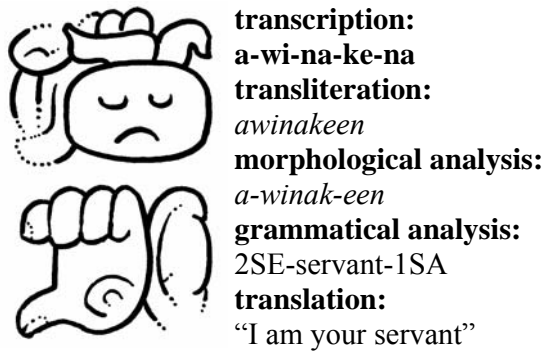 transcription:
a-wi-na-ke-na
transliteration:
awinakeen
morphological analysis:
a-winak-een
grammatical analysis:
2SE-servant-1SA
translation:
“I am your servant”